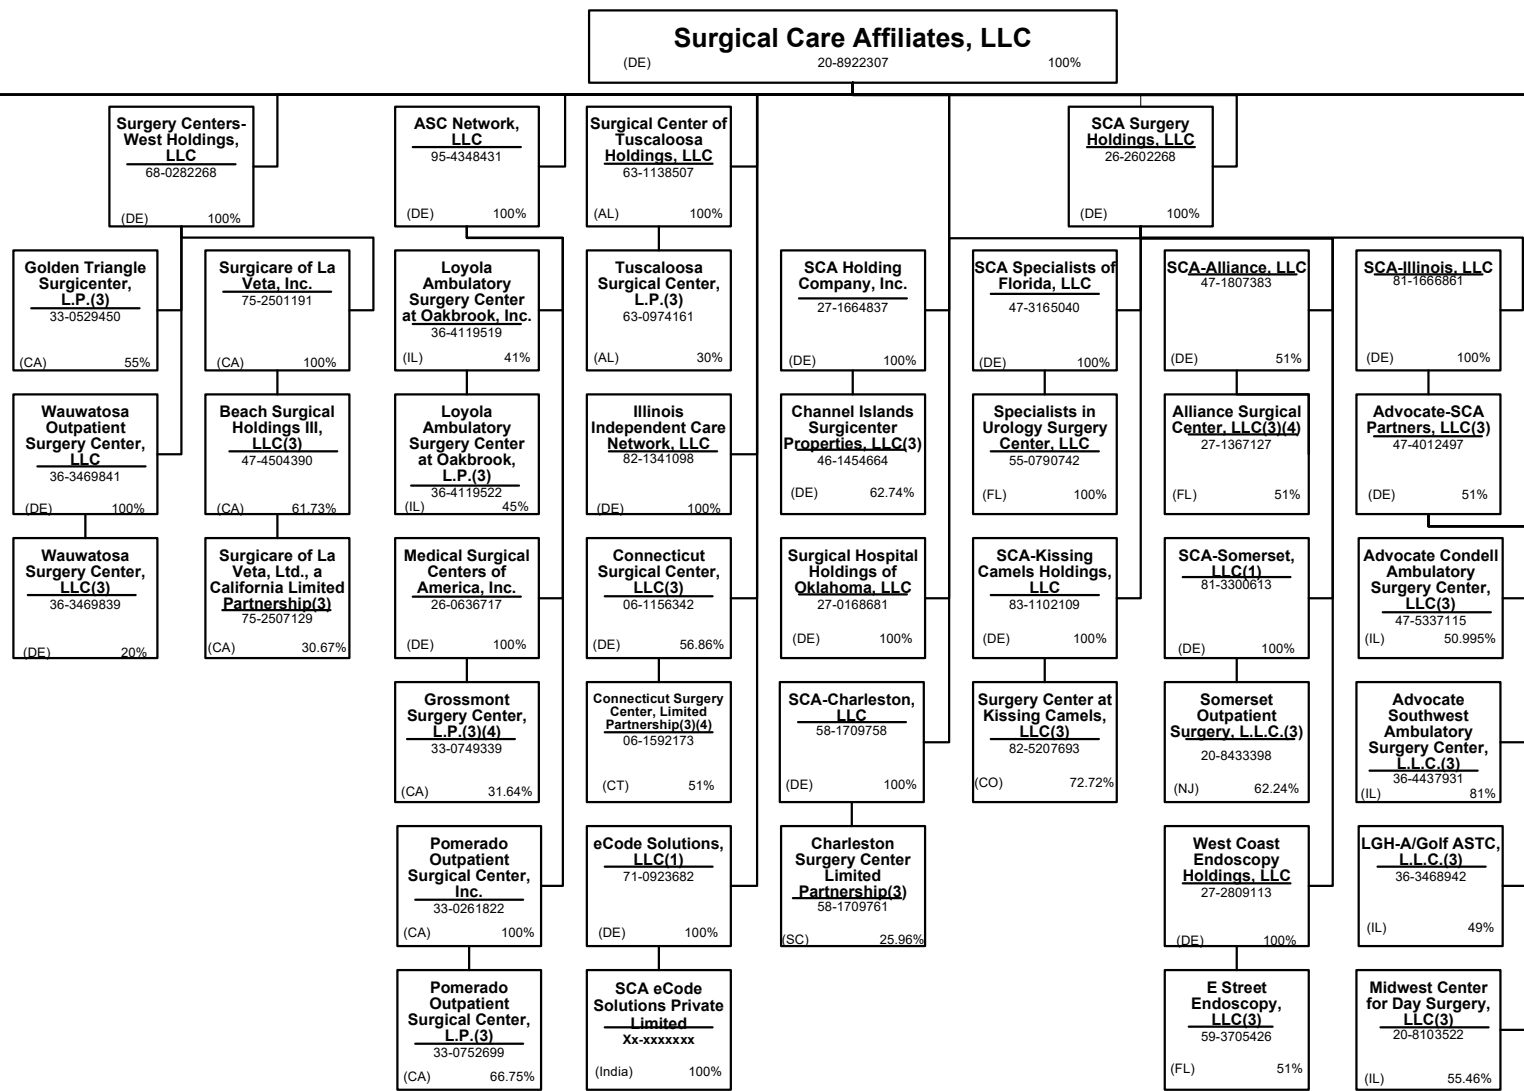 Surgical Care Affiliates, LLC
(DE) 20-8922307 100%
Surgery Centers-
West Holdings,
LLC
68-0282268
(DE) 100%
ASC Network,
LLC
95-4348431
(DE) 100%
Surgical Center of
Tuscaloosa
Holdings, LLC
63-1138507
(AL) 100%
SCA Surgery
Holdings, LLC
26-2602268
(DE) 100%
Golden Triangle
Surgicenter,
L.P.(3)
33-0529450
(CA) 55%
Surgicare of La
Veta, Inc.
75-2501191
(CA) 100%
Loyola
Ambulatory
Surgery Center
at Oakbrook, Inc.
36-4119519
(IL) 41%
Tuscaloosa
Surgical Center,
L.P.(3)
63-0974161
(AL) 30%
SCA Holding
Company, Inc.
27-1664837
(DE) 100%
SCA Specialists of
Florida, LLC
47-3165040
(DE) 100%
SCA-Alliance, LLC
47-1807383
(DE) 51%
SCA-Illinois, LLC
81-1666861
(DE) 100%
Wauwatosa
Outpatient
Surgery Center,
LLC
36-3469841
(DE) 100%
Beach Surgical
Holdings III,
LLC(3)
47-4504390
(CA) 61.73%
Loyola
Ambulatory
Surgery Center
at Oakbrook,
L.P.(3)
36-4119522
(IL) 45%
Illinois
Independent Care
Network, LLC
82-1341098
(DE) 100%
Channel Islands
Surgicenter
Properties, LLC(3)
46-1454664
(DE) 62.74%
Specialists in
Urology Surgery
Center, LLC
55-0790742
(FL) 100%
Alliance Surgical
Center, LLC(3)(4)
27-1367127
(FL) 51%
Advocate-SCA
Partners, LLC(3)
47-4012497
(DE) 51%
Wauwatosa
Surgery Center,
LLC(3)
36-3469839
(DE) 20%
Surgicare of La
Veta, Ltd., a
California Limited
Partnership(3)
75-2507129
(CA) 30.67%
Medical Surgical
Centers of
America, Inc.
26-0636717
(DE) 100%
Connecticut
Surgical Center,
LLC(3)
06-1156342
(DE) 56.86%
Surgical Hospital
Holdings of
Oklahoma, LLC
27-0168681
(DE) 100%
SCA-Kissing
Camels Holdings,
LLC
83-1102109
(DE) 100%
SCA-Somerset,
LLC(1)
81-3300613
(DE) 100%
Advocate Condell
Ambulatory
Surgery Center,
LLC(3)
47-5337115
(IL) 50.995%
Grossmont
Surgery Center,
L.P.(3)(4)
33-0749339
(CA) 31.64%
Connecticut Surgery
Center, Limited
Partnership(3)(4)
06-1592173
(CT) 51%
SCA-Charleston,
LLC
58-1709758
(DE) 100%
Surgery Center at
Kissing Camels,
LLC(3)
82-5207693
(CO) 72.72%
Somerset
Outpatient
Surgery, L.L.C.(3)
20-8433398
(NJ) 62.24%
Advocate
Southwest
Ambulatory
Surgery Center,
L.L.C.(3)
36-4437931
(IL) 81%
Pomerado
Outpatient
Surgical Center,
Inc.
33-0261822
(CA) 100%
eCode Solutions,
LLC(1)
71-0923682
(DE) 100%
Charleston
Surgery Center
Limited
Partnership(3)
58-1709761
(SC) 25.96%
West Coast
Endoscopy
Holdings, LLC
27-2809113
(DE) 100%
LGH-A/Golf ASTC,
L.L.C.(3)
36-3468942
(IL) 49%
Pomerado
Outpatient
Surgical Center,
L.P.(3)
33-0752699
(CA) 66.75%
SCA eCode
Solutions Private
Limited
Xx-xxxxxxx
(India) 100%
E Street
Endoscopy,
LLC(3)
59-3705426
(FL) 51%
Midwest Center
for Day Surgery,
LLC(3)
20-8103522
(IL) 55.46%